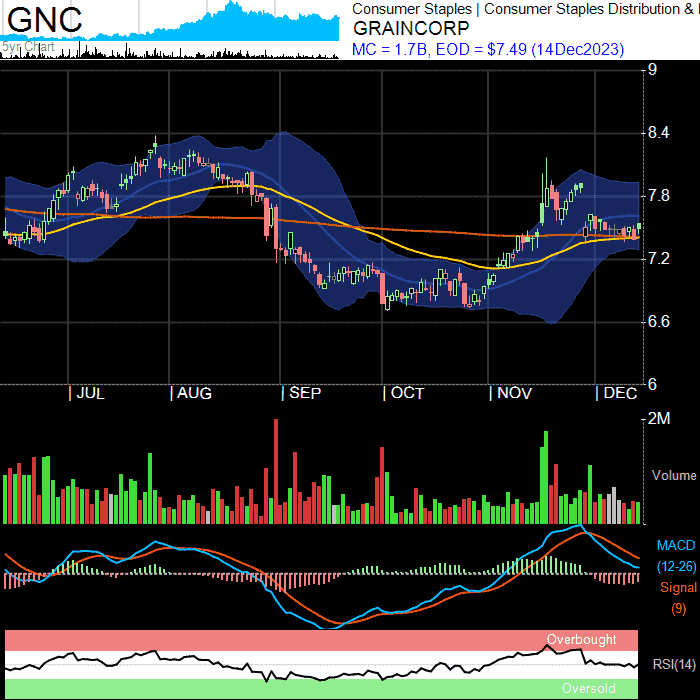 GNC
5yr Chart
Consumer Staples | Consumer Staples Distribution &
GRAINCORP
MC = 1.7B, EOD = $7.49 (14Dec2023)
9
8.4
7.8
7.2
6.6
6
JUL
AUG
SEP
OCT
NOV
DEC
2M
Volume
MACD
(12-26)
Signal
(9)
Overbought
RSI(14)
Oversold